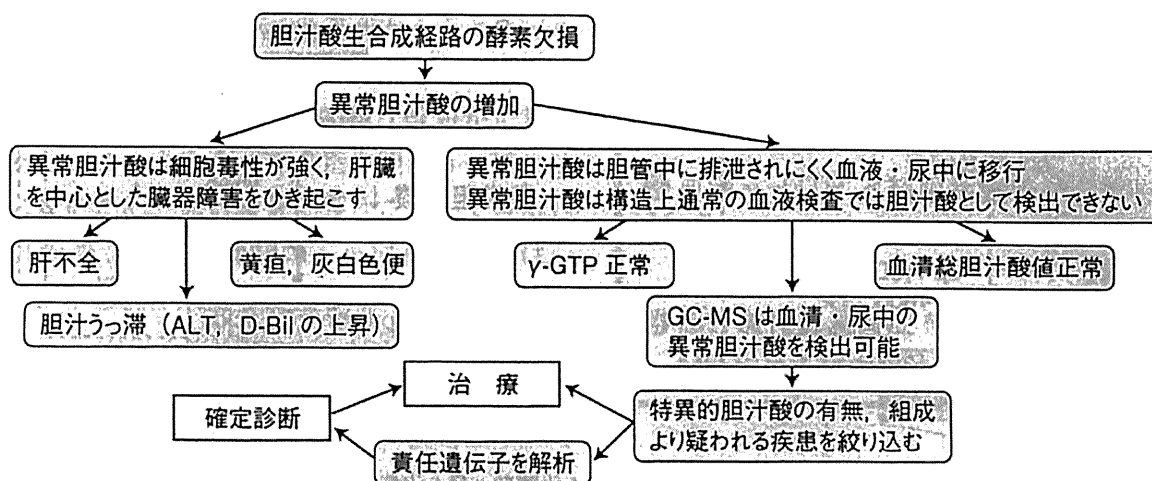 胆汁酸生合成経路の酵素欠損
異常胆汁酸の増加
異常胆汁酸は細胞毒性が強く，肝臓
を中心とした臓器障害をひき起こす
異常胆汁酸は胆管中に排泄されにくく血液・尿中に移行
異常胆汁酸は構造上通常の血液検査では胆汁酸として検出できない
肝不全
黄疸，灰白色便
γ-GTP 正常
血清総胆汁酸値正常
胆汁うっ滞（ALT，D-Bilの上昇）
GC-MSは血清・尿中の
異常胆汁酸を検出可能
治　療
確定診断
特異的胆汁酸の有無，組成
より疑われる疾患を絞り込む
責任遺伝子を解析